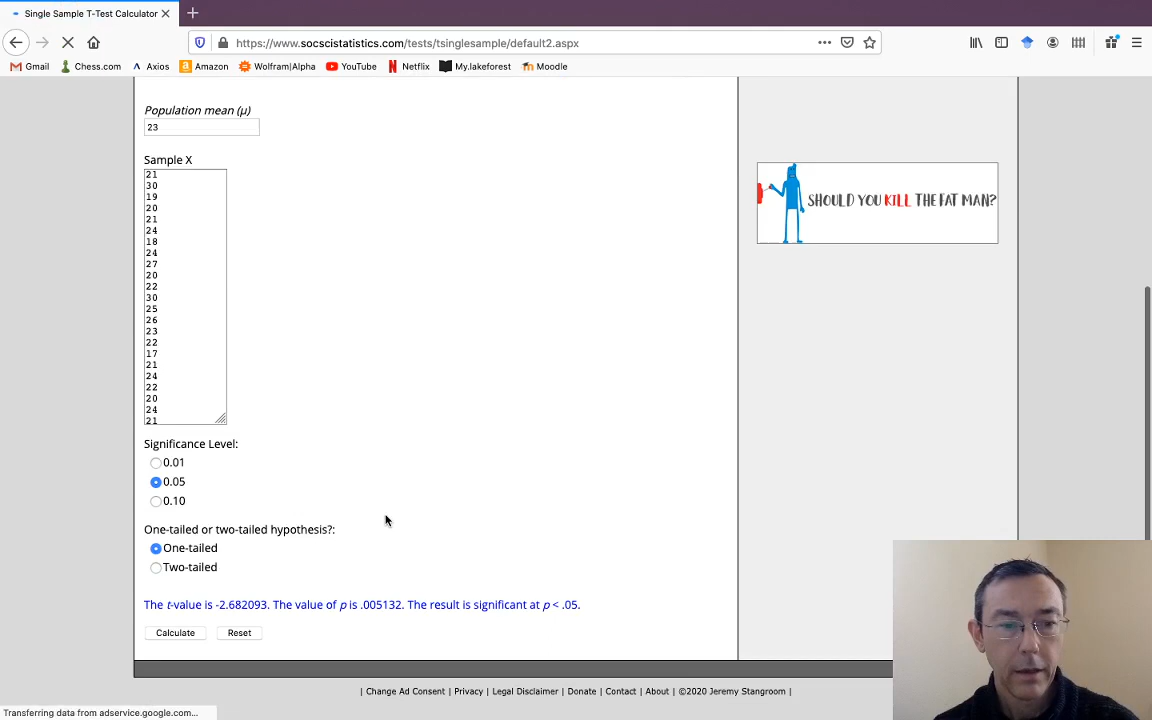 Single Sample T-Test Calculator
https://www.socscistatistics.com/tests/tsinglesample/default2.aspx
Gmail Chess.com Axios Amazon Wolfram|Alpha YouTube Netflix My.lakeforest Moodle
Population mean (μ)
23
Sample X
21
30
19
20
21
24
18
24
27
20
22
30
25
26
23
22
17
21
24
22
20
24
21
SHOULD YOU KILL THE FAT MAN?
Significance Level:
0.01
0.05
0.10
One-tailed or two-tailed hypothesis?:
One-tailed
Two-tailed
The t-value is -2.682093. The value of p is .005132. The result is significant at p < .05.
Calculate Reset
| Change Ad Consent | Privacy | Legal Disclaimer | Donate | Contact | About | ©2020 Jeremy Stangroom |
Transferring data from adservice.google.com...